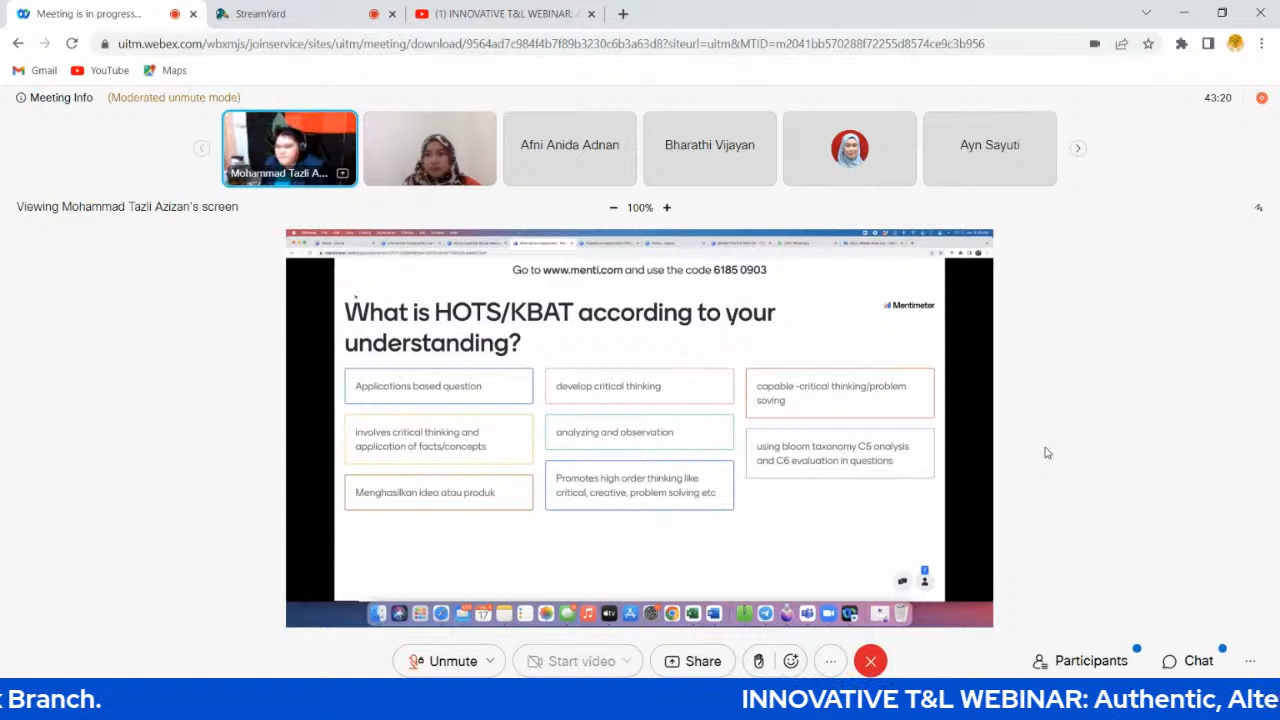 Meeting is in progress...
StreamYard
(1) INNOVATIVE T&L WEBINAR:
uitm.webex.com/wbxmjs/joinservice/sites/uitm/meeting/download/9564ad7c984f4b7f89b3230c6b3a63d8?siteurl=uitm&MTID=m2041bb570288f72255d8574ce9c3b956
Gmail
YouTube
Maps
Meeting Info
(Moderated unmute mode)
43:20
Mohammad Tazli A...
Afni Anida Adnan
Bharathi Vijayan
Ayn Sayuti
Viewing Mohammad Tazli Azizan's screen
100%
Go to www.menti.com and use the code 6185 0903
What is HOTS/KBAT according to your
understanding?
Mentimeter
Applications based question
develop critical thinking
capable -critical thinking/problem
soving
involves critical thinking and
application of facts/concepts
analyzing and observation
using bloom taxonomy C5 analysis
and C6 evaluation in questions
Menghasilkan idea atau produk
Promotes high order thinking like
critical, creative, problem solving etc
7
17
tv
Unmute
Start video
Share
Participants
Chat
k Branch.
INNOVATIVE T&L WEBINAR: Authentic, Alte